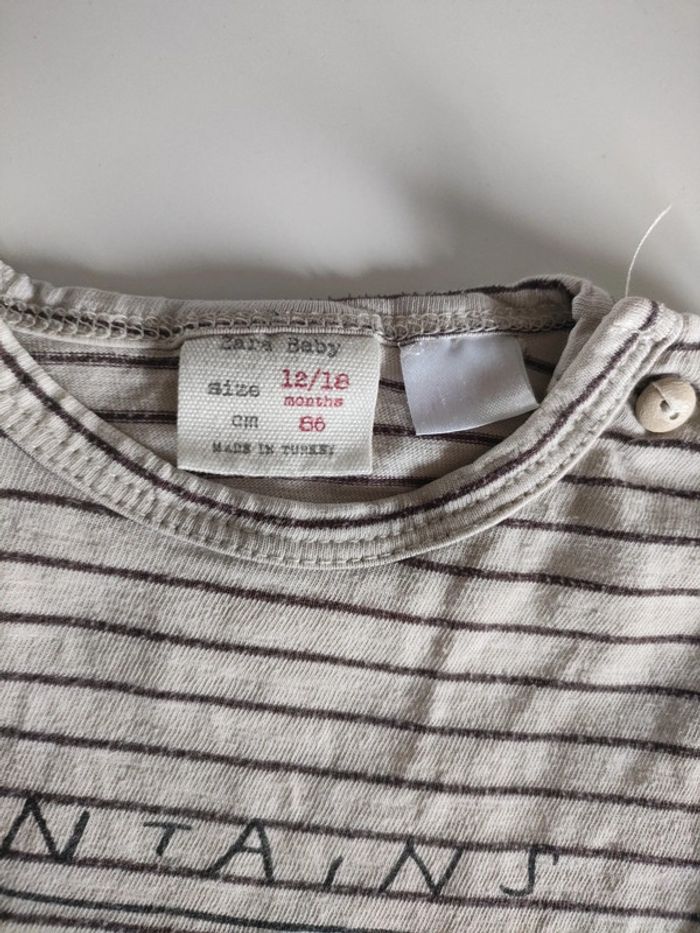 Zara Baby
size 12/18
months
cm 86
MADE IN TURKEY
NTAINS